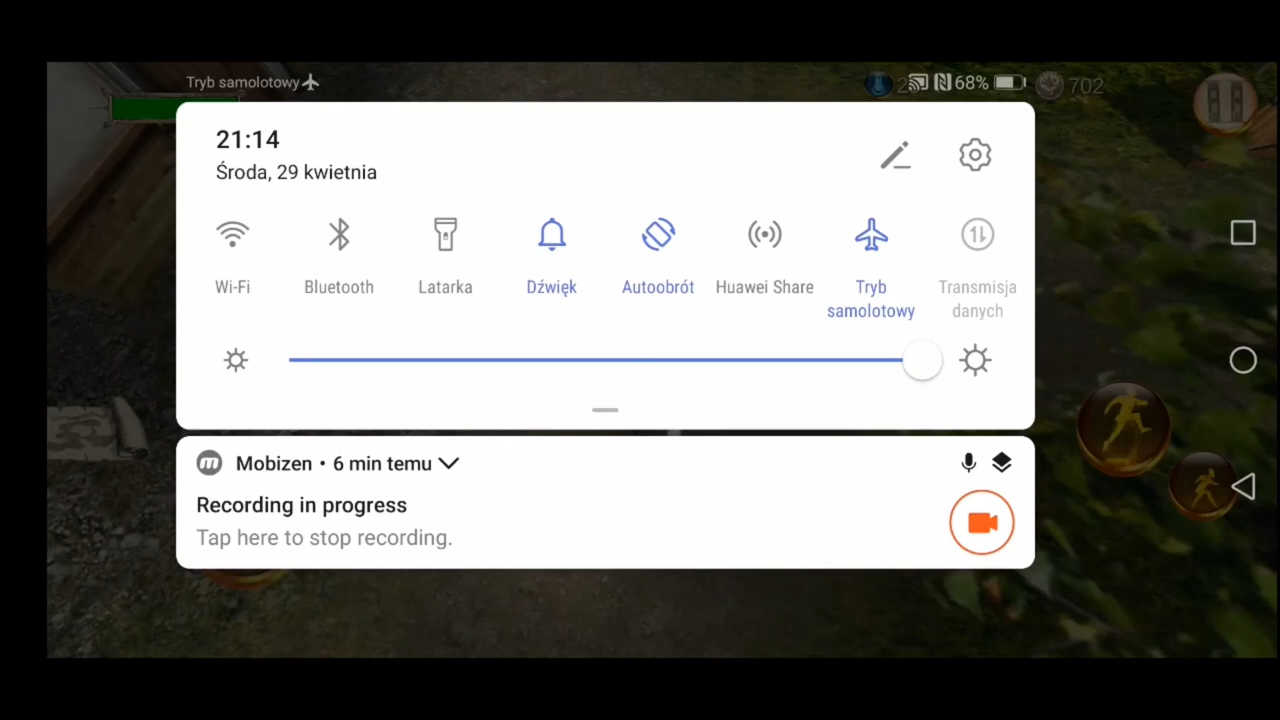 Tryb samolotowy
68%
702
21:14
Środa, 29 kwietnia
Wi-Fi
Bluetooth
Latarka
Dźwięk
Autoobrót
Huawei Share
Tryb
samolotowy
Transmisja
danych
Mobizen • 6 min temu
Recording in progress
Tap here to stop recording.